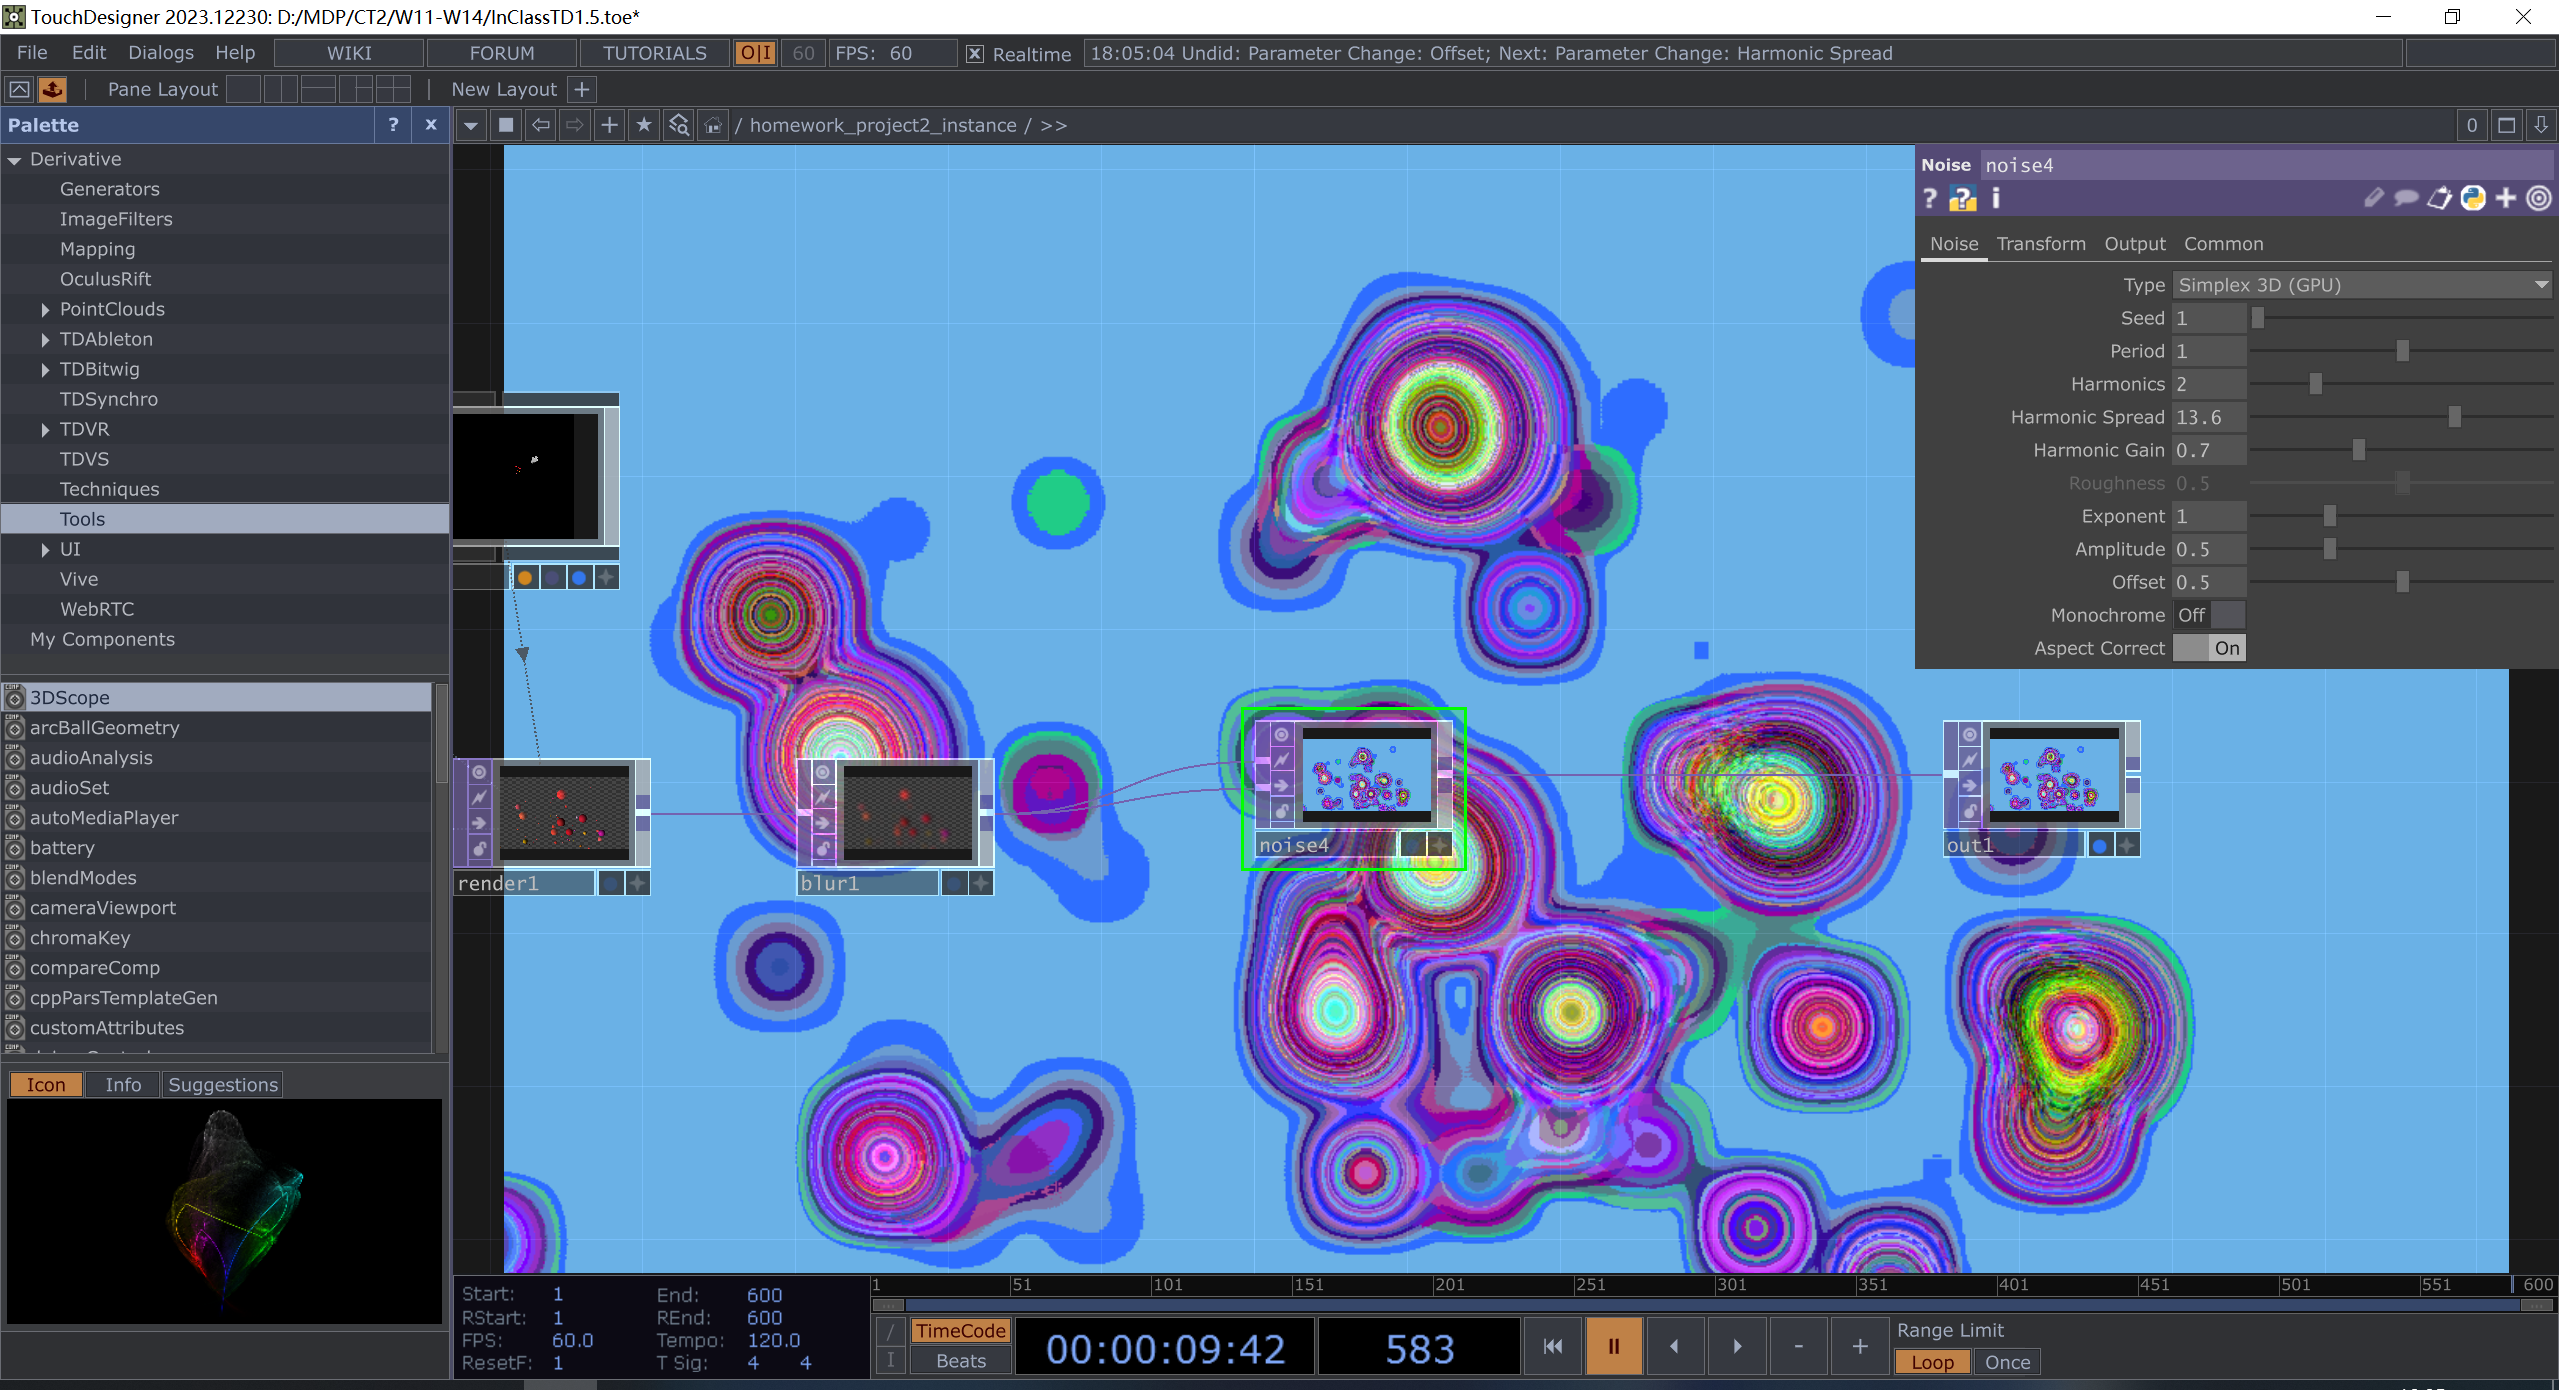 TouchDesigner 2023.12230: D:/MDP/CT2/W11-W14/InClassTD1.5.toe*
File Edit Dialogs Help WIKI FORUM TUTORIALS O|I 60 FPS: 60 Realtime 18:05:04 Undid: Parameter Change: Offset; Next: Parameter Change: Harmonic Spread
Pane Layout New Layout +
Palette ? x / homework_project2_instance / >> 0
Derivative
Generators
ImageFilters
Mapping
OculusRift
PointClouds
TDAbleton
TDBitwig
TDSynchro
TDVR
TDVS
Techniques
Tools
UI
Vive
WebRTC
My Components
3DScope
arcBallGeometry
audioAnalysis
audioSet
autoMediaPlayer
battery
blendModes
cameraViewport
chromaKey
compareComp
cppParsTemplateGen
customAttributes
Icon Info Suggestions
render1
blur1
noise4
out1
Noise noise4
Noise Transform Output Common
Type Simplex 3D (GPU)
Seed 1
Period 1
Harmonics 2
Harmonic Spread 13.6
Harmonic Gain 0.7
Roughness 0.5
Exponent 1
Amplitude 0.5
Offset 0.5
Monochrome Off
Aspect Correct On
Start: 1 End: 600
RStart: 1 REnd: 600
FPS: 60.0 Tempo: 120.0
ResetF: 1 T Sig: 4 4
1 51 101 151 201 251 301 351 401 451 501 551 600
TimeCode
Beats
00:00:09:42
583
Range Limit
Loop Once